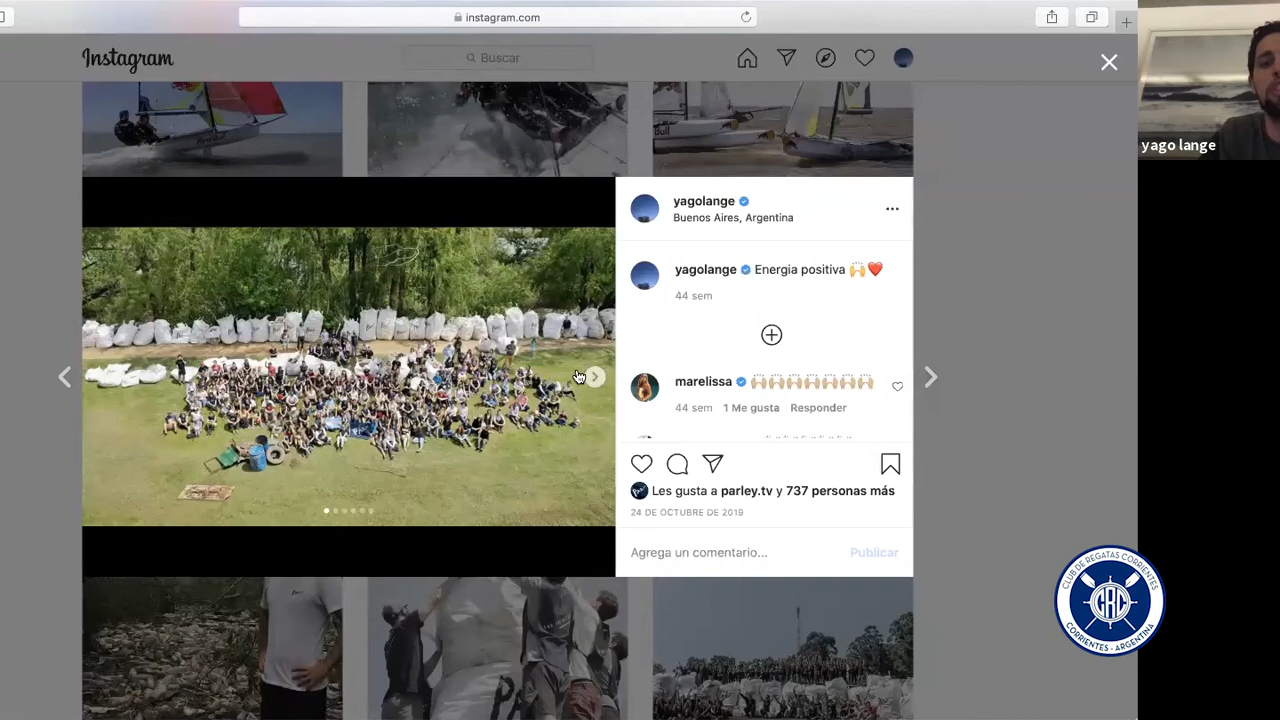 instagram.com
Instagram
Buscar
yago lange
yagolange
Buenos Aires, Argentina
yagolange Energia positiva 🙌🏻❤️
44 sem
marelissa 🙌🏼🙌🏼🙌🏼🙌🏼🙌🏼🙌🏼🙌🏼
44 sem 1 Me gusta Responder
Les gusta a parley.tv y 737 personas más
24 DE OCTUBRE DE 2019
Agrega un comentario...
Publicar
CLUB DE REGATAS CORRIENTES
CRC
CORRIENTES - ARGENTINA